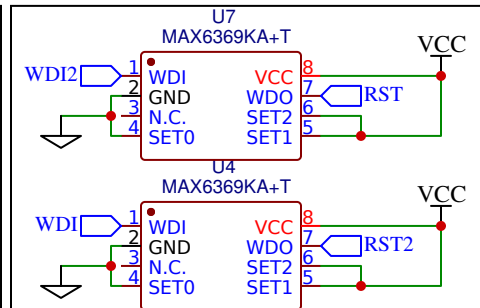 U7
MAX6369KA+T
VCC
WDI2 1 WDI VCC 8
2 GND WDO 7 RST
3 N.C. SET2 6
4 SET0 SET1 5
U4
MAX6369KA+T
VCC
WDI 1 WDI VCC 8
2 GND WDO 7 RST2
3 N.C. SET2 6
4 SET0 SET1 5